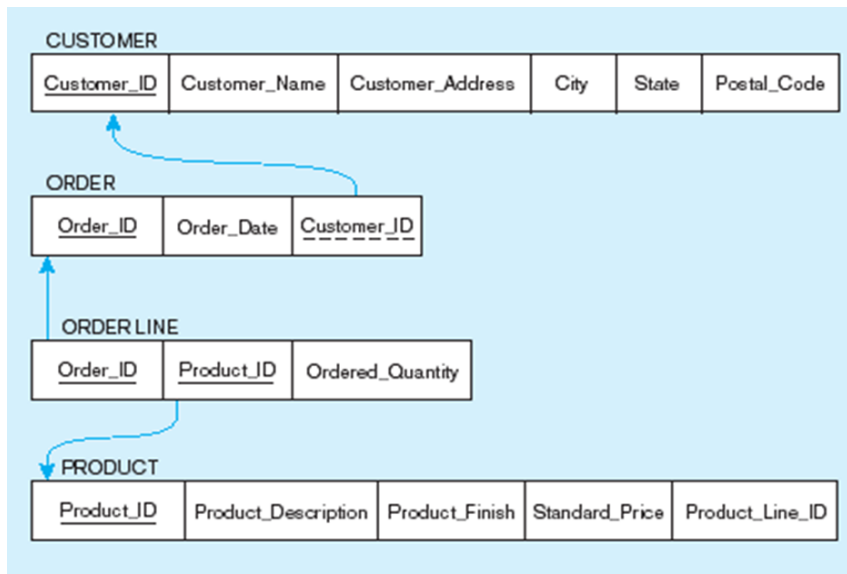 CUSTOMER
Customer_ID Customer_Name Customer_Address City State Postal_Code
ORDER
Order_ID Order_Date Customer_ID
ORDER LINE
Order_ID Product_ID Ordered_Quantity
PRODUCT
Product_ID Product_Description Product_Finish Standard_Price Product_Line_ID